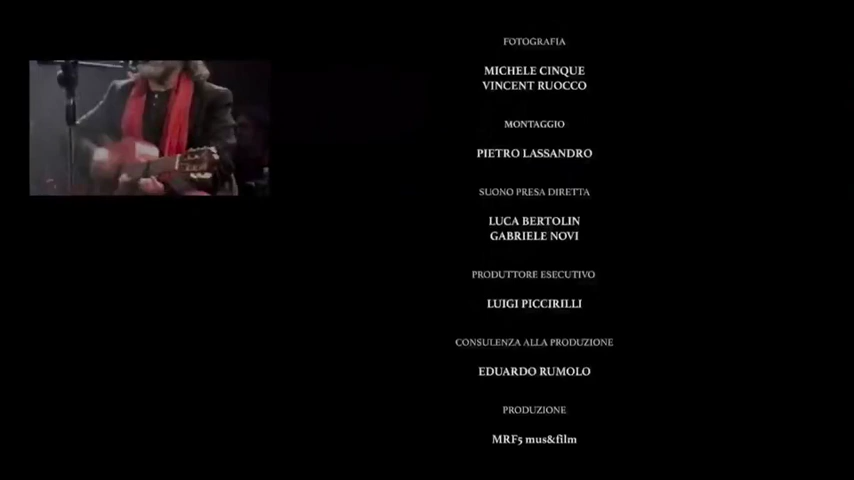 FOTOGRAFIA
MICHELE CINQUE
VINCENT RUOCCO
MONTAGGIO
PIETRO LASSANDRO
SUONO PRESA DIRETTA
LUCA BERTOLIN
GABRIELE NOVI
PRODUTTORE ESECUTIVO
LUIGI PICCIRILLI
CONSULENZA ALLA PRODUZIONE
EDUARDO RUMOLO
PRODUZIONE
MRF5 mus&film